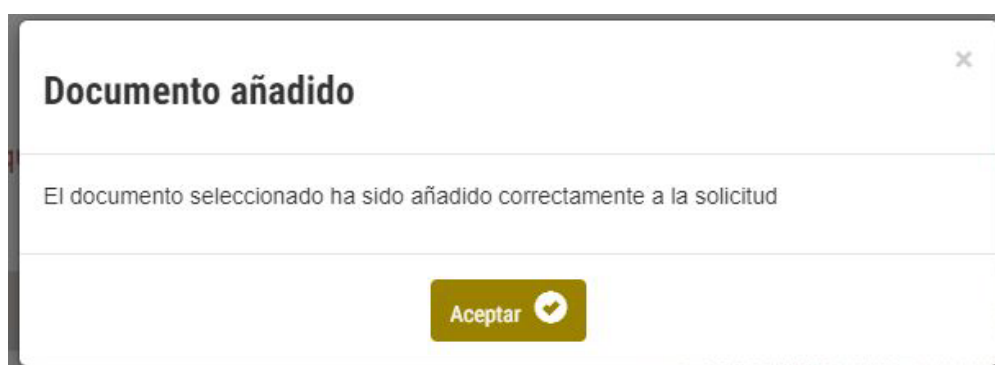 Documento añadido
×
El documento seleccionado ha sido añadido correctamente a la solicitud
Aceptar